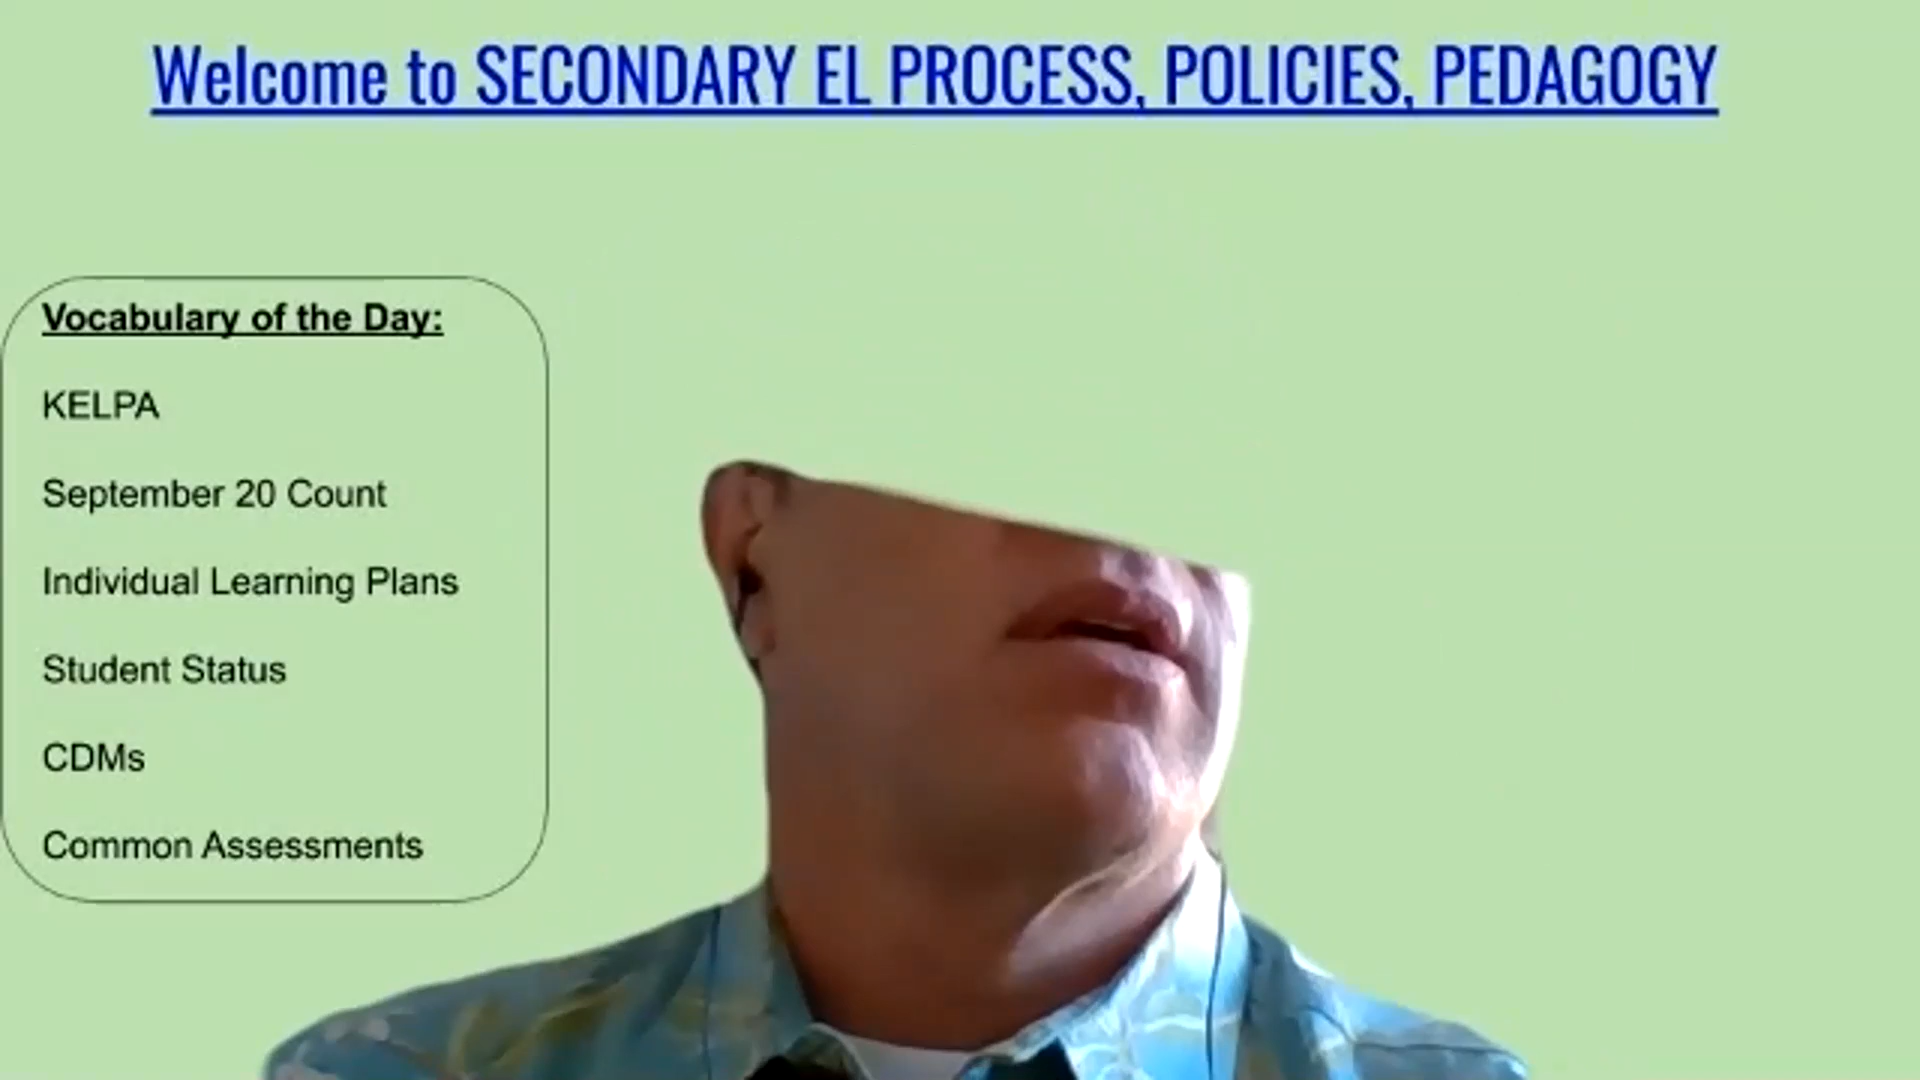 Welcome to SECONDARY EL PROCESS, POLICIES, PEDAGOGY
Vocabulary of the Day:
KELPA
September 20 Count
Individual Learning Plans
Student Status
CDMs
Common Assessments